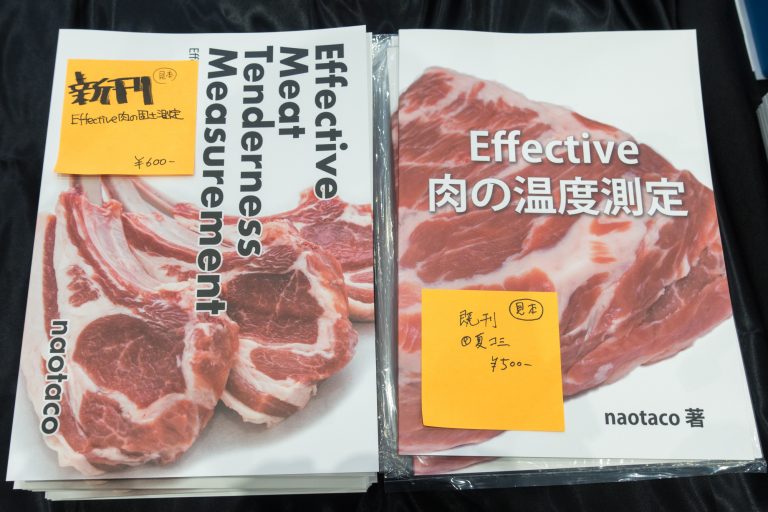 Effective
Meat
Tenderness
Measurement
naotaco
新刊
見本
Effective肉の固さ測定
¥600-
Effective
肉の温度測定
既刊
見本
夏コミ
¥500-
naotaco 著